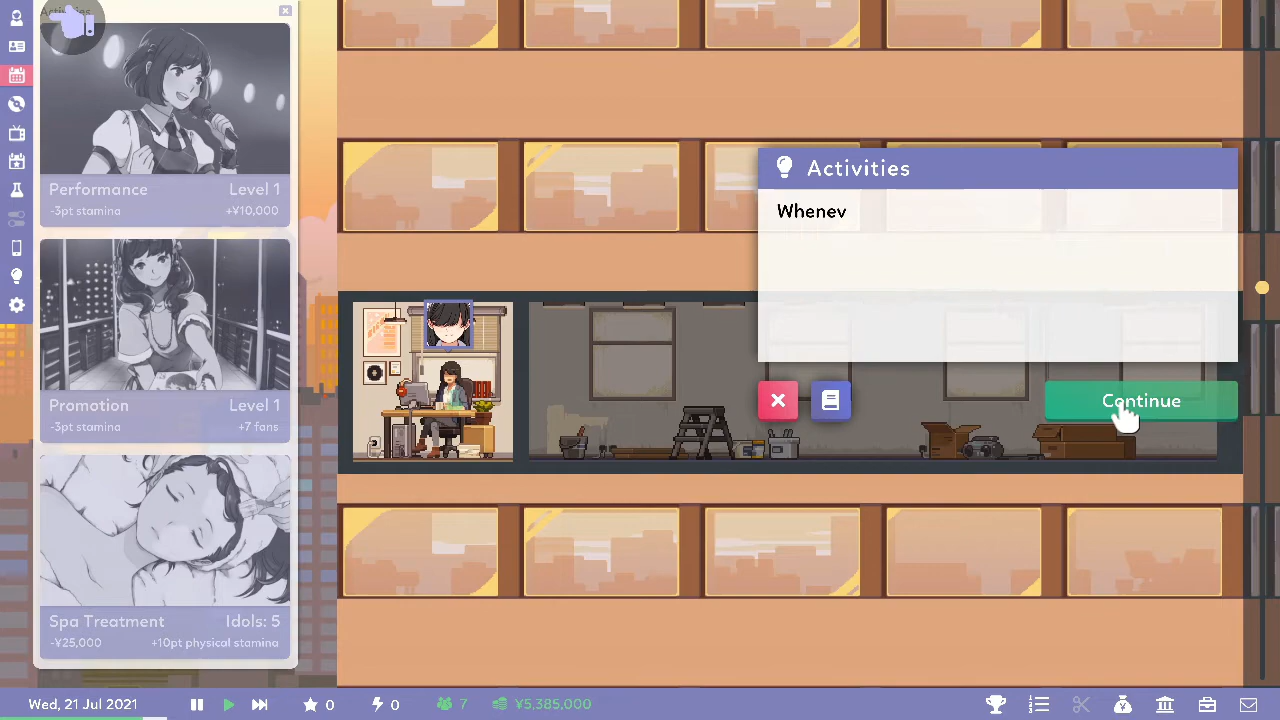 Activities
Performance Level 1
-3pt stamina +¥10,000
Promotion Level 1
-3pt stamina +7 fans
Spa Treatment Idols: 5
-¥25,000 +10pt physical stamina
Activities
Whenev
Continue
Wed, 21 Jul 2021 0 0 7 ¥5,385,000